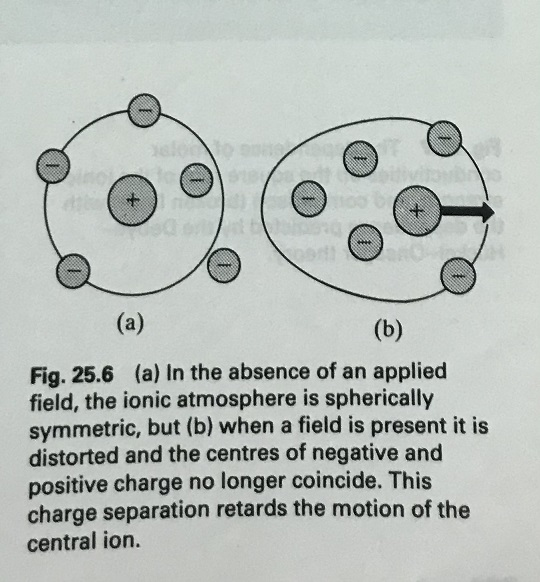 (a)
(b)
Fig. 25.6 (a) In the absence of an applied
field, the ionic atmosphere is spherically
symmetric, but (b) when a field is present it is
distorted and the centres of negative and
positive charge no longer coincide. This
charge separation retards the motion of the
central ion.